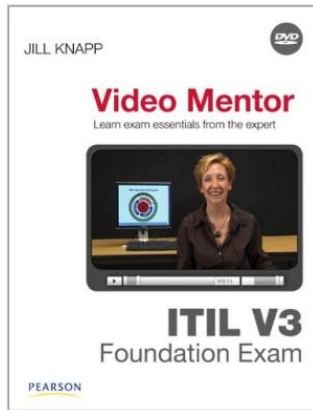 JILL KNAPP
DVD
Video Mentor
Learn exam essentials from the expert
ITIL V3
Foundation Exam
PEARSON